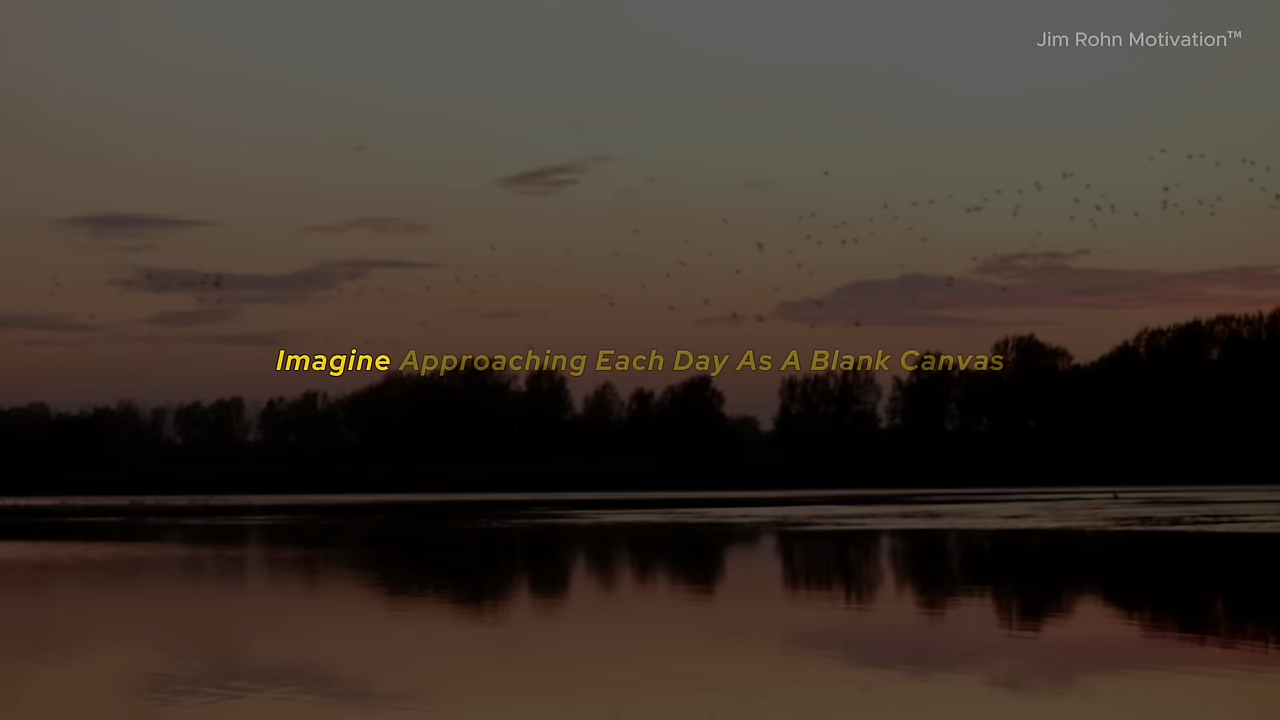 Jim Rohn Motivation™
Imagine Approaching Each Day As A Blank Canvas